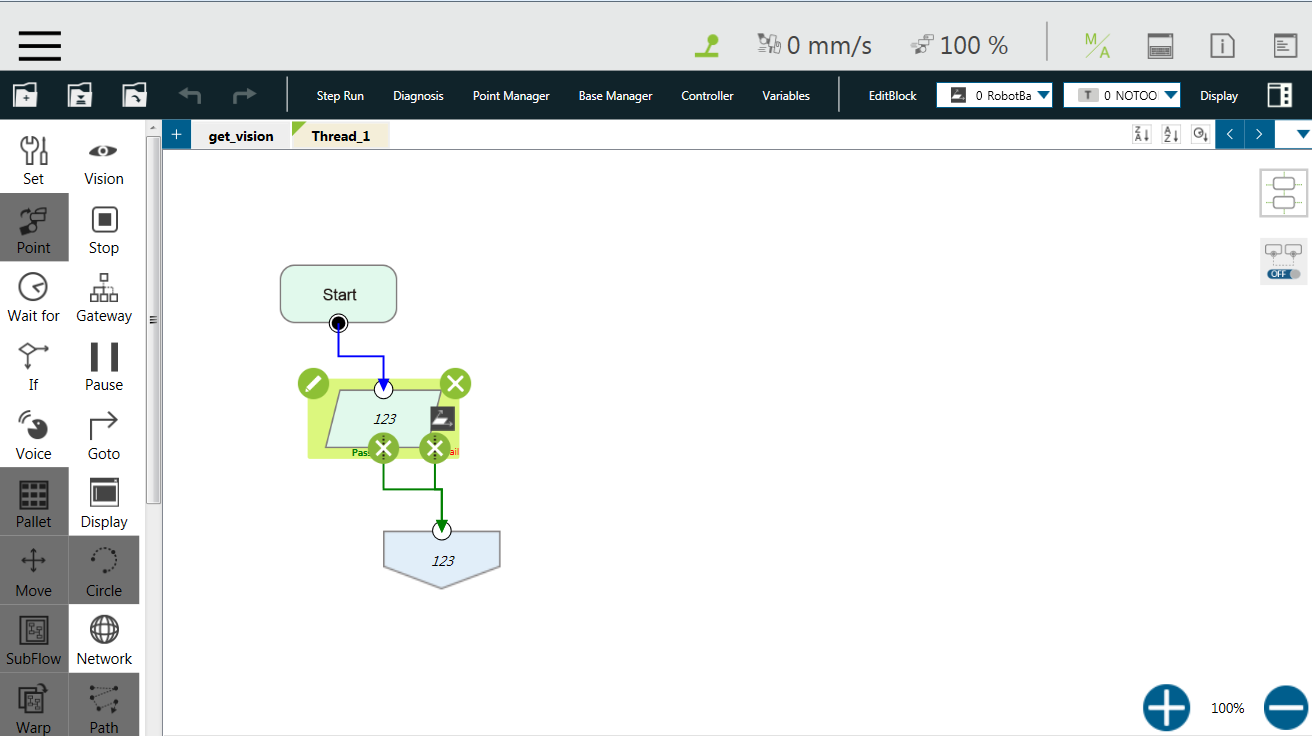 0 mm/s
100 %
M/A
Step Run
Diagnosis
Point Manager
Base Manager
Controller
Variables
EditBlock
0 RobotBa
T 0 NOTOO
Display
+
get_vision
Thread_1
Z A
A Z
Set
Vision
Point
Stop
Wait for
Gateway
If
Pause
Voice
Goto
Pallet
Display
Move
Circle
SubFlow
Network
Warp
Path
Start
123
Pas
ail
123
OFF
100%